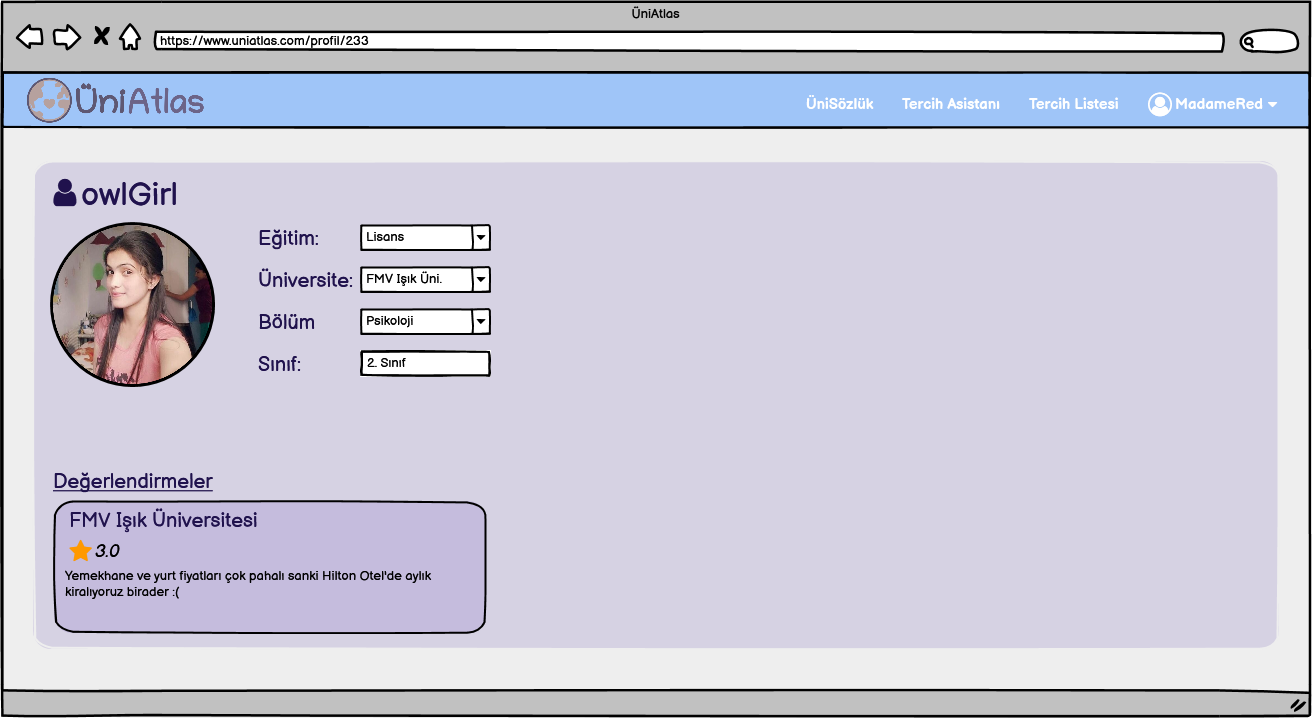 ÜniAtlas
https://www.uniatlas.com/profil/233
ÜniAtlas
ÜniSözlük
Tercih Asistanı
Tercih Listesi
MadameRed
owlGirl
Eğitim:
Lisans
Üniversite:
FMV Işık Üni.
Bölüm
Psikoloji
Sınıf:
2. Sınıf
Değerlendirmeler
FMV Işık Üniversitesi
3.0
Yemekhane ve yurt fiyatları çok pahalı sanki Hilton Otel'de aylık
kiralıyoruz birader :(